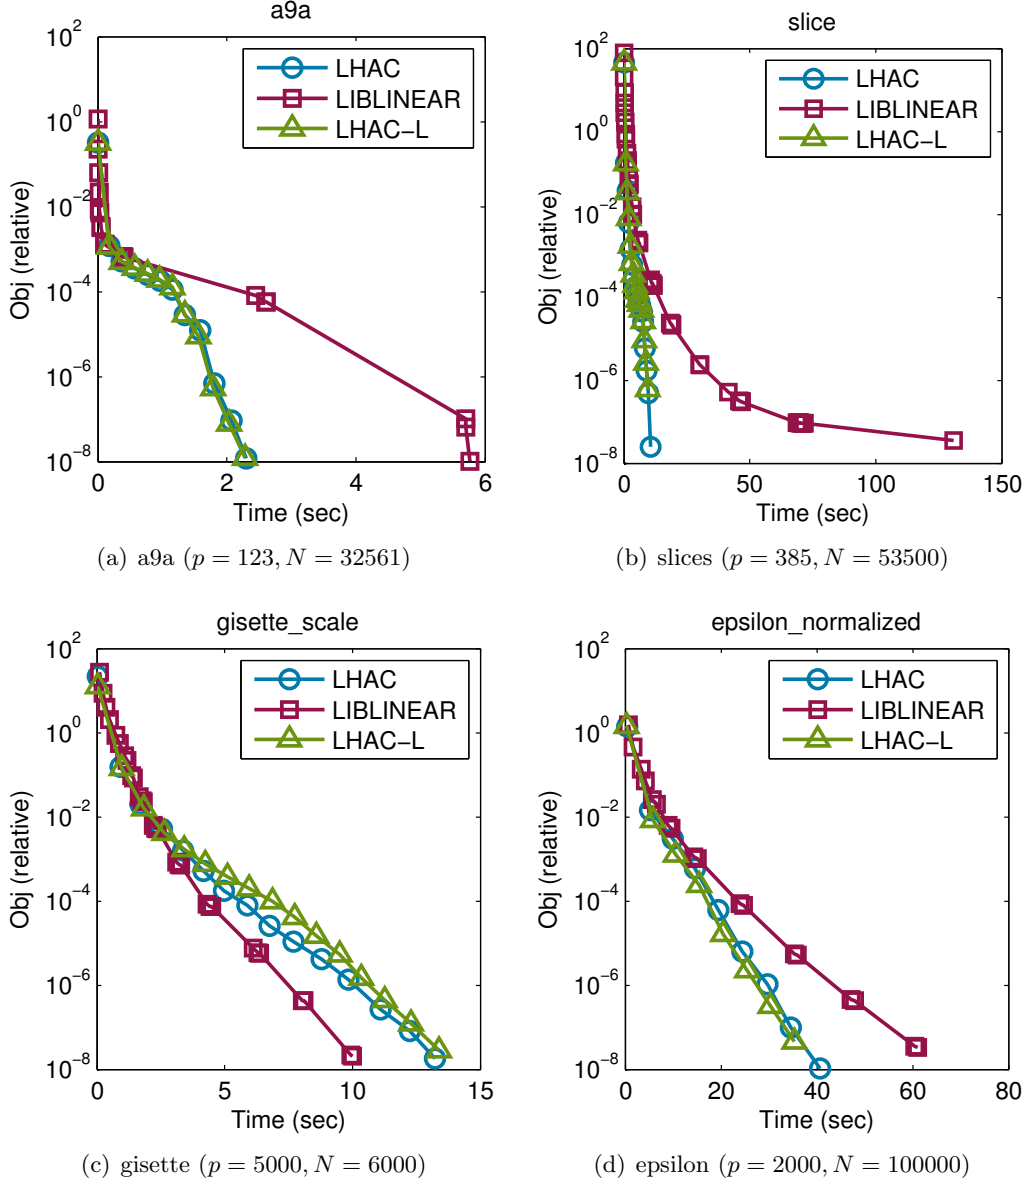 a9a
10^2
10^0
10^−2
10^−4
10^−6
10^−8
Obj (relative)
LHAC
LIBLINEAR
LHAC−L
0 2 4 6
Time (sec)
(a) a9a (p = 123, N = 32561)
slice
10^2
10^0
10^−2
10^−4
10^−6
10^−8
Obj (relative)
LHAC
LIBLINEAR
LHAC−L
0 50 100 150
Time (sec)
(b) slices (p = 385, N = 53500)
gisette_scale
10^2
10^0
10^−2
10^−4
10^−6
10^−8
Obj (relative)
LHAC
LIBLINEAR
LHAC−L
0 5 10 15
Time (sec)
(c) gisette (p = 5000, N = 6000)
epsilon_normalized
10^2
10^0
10^−2
10^−4
10^−6
10^−8
Obj (relative)
LHAC
LIBLINEAR
LHAC−L
0 20 40 60 80
Time (sec)
(d) epsilon (p = 2000, N = 100000)